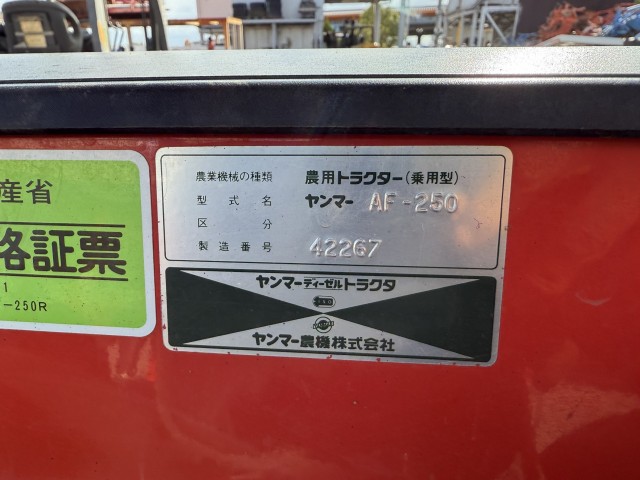 産省
格証票
1
-250R
農業機械の種類 農用トラクター(乗用型)
型式名 ヤンマー AF-250
区分
製造番号 42267
ヤンマーディーゼルトラクタ
ヤンマー農機株式会社